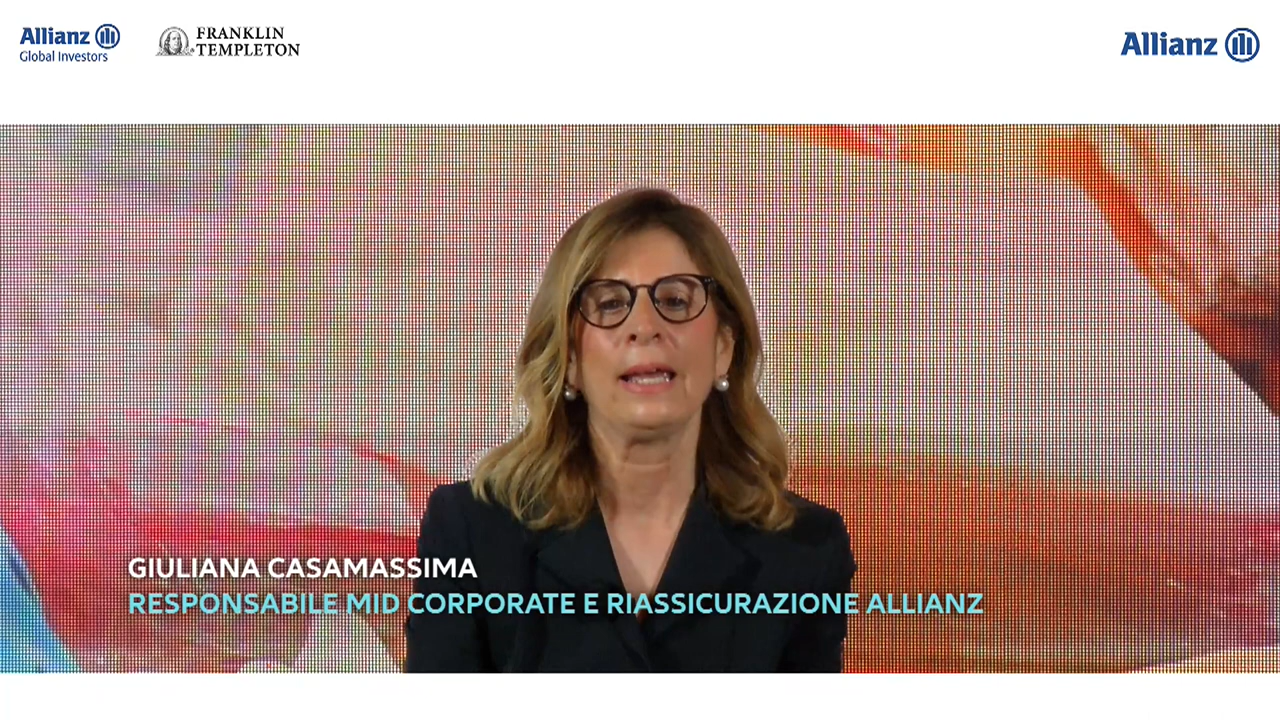 Allianz
Global Investors
FRANKLIN
TEMPLETON
Allianz
GIULIANA CASAMASSIMA
RESPONSABILE MID CORPORATE E RIASSICURAZIONE ALLIANZ